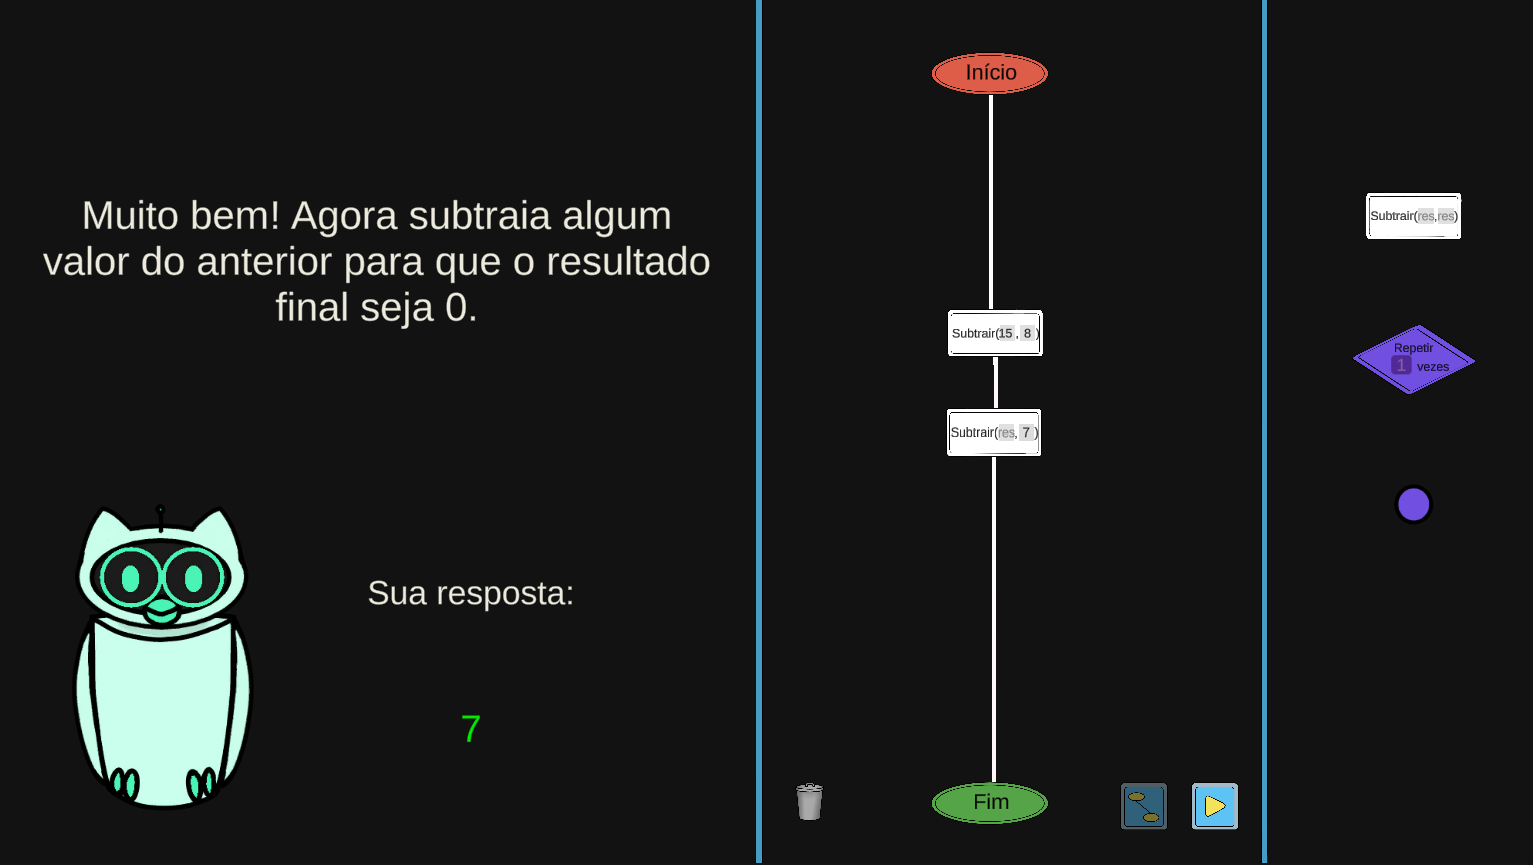 Muito bem! Agora subtraia algum
valor do anterior para que o resultado
final seja 0.
Sua resposta:
7
Início
Subtrair(15, 8)
Subtrair(res, 7)
Fim
Subtrair(res,res)
Repetir
1 vezes